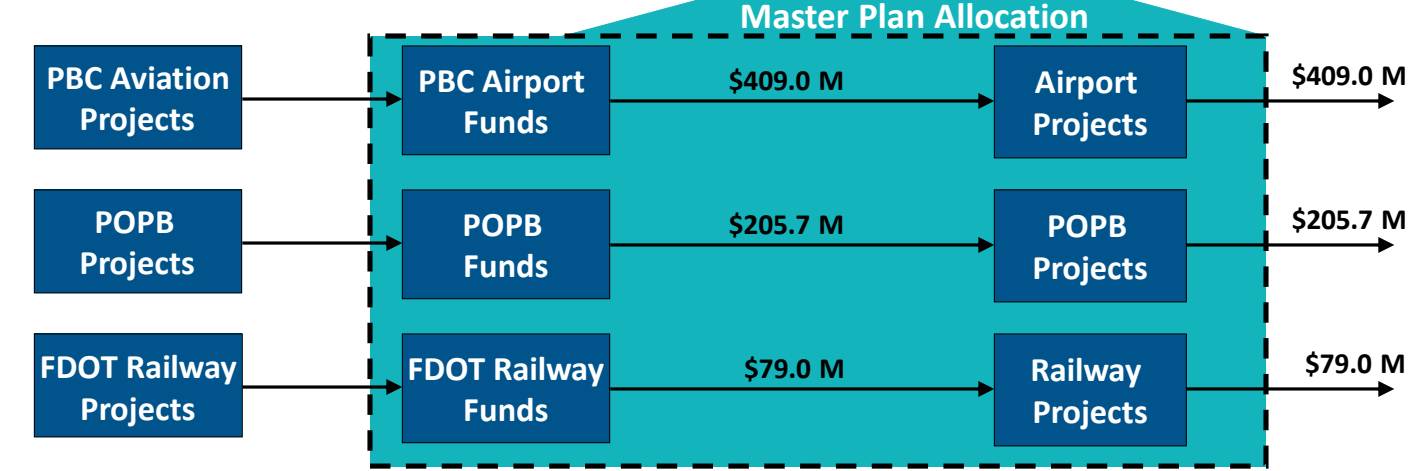 Master Plan Allocation
PBC Aviation
Projects
PBC Airport
Funds
$409.0 M
Airport
Projects
$409.0 M
POPB
Projects
POPB
Funds
$205.7 M
POPB
Projects
$205.7 M
FDOT Railway
Projects
FDOT Railway
Funds
$79.0 M
Railway
Projects
$79.0 M